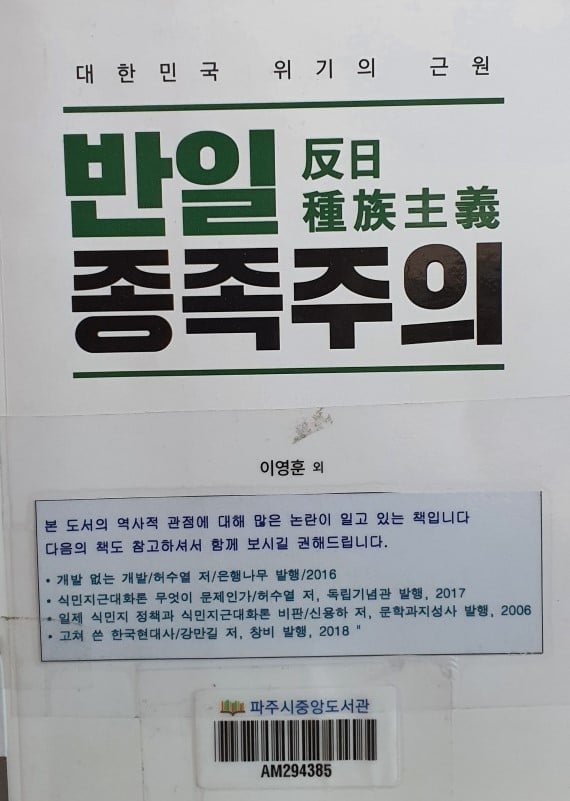 대한민국 위기의 근원
반일 反日
種族主義
종족주의
이영훈 외
본 도서의 역사적 관점에 대해 많은 논란이 일고 있는 책입니다
다음의 책도 참고하셔서 함께 보시길 권해드립니다.
• 개발 없는 개발/허수열 저/은행나무 발행/2016
• 식민지근대화론 무엇이 문제인가/허수열 저, 독립기념관 발행, 2017
• 일제 식민지 정책과 식민지근대화론 비판/신용하 저, 문학과지성사 발행, 2006
• 고쳐 쓴 한국현대사/강만길 저, 창비 발행, 2018 "
파주시중앙도서관
AM294385